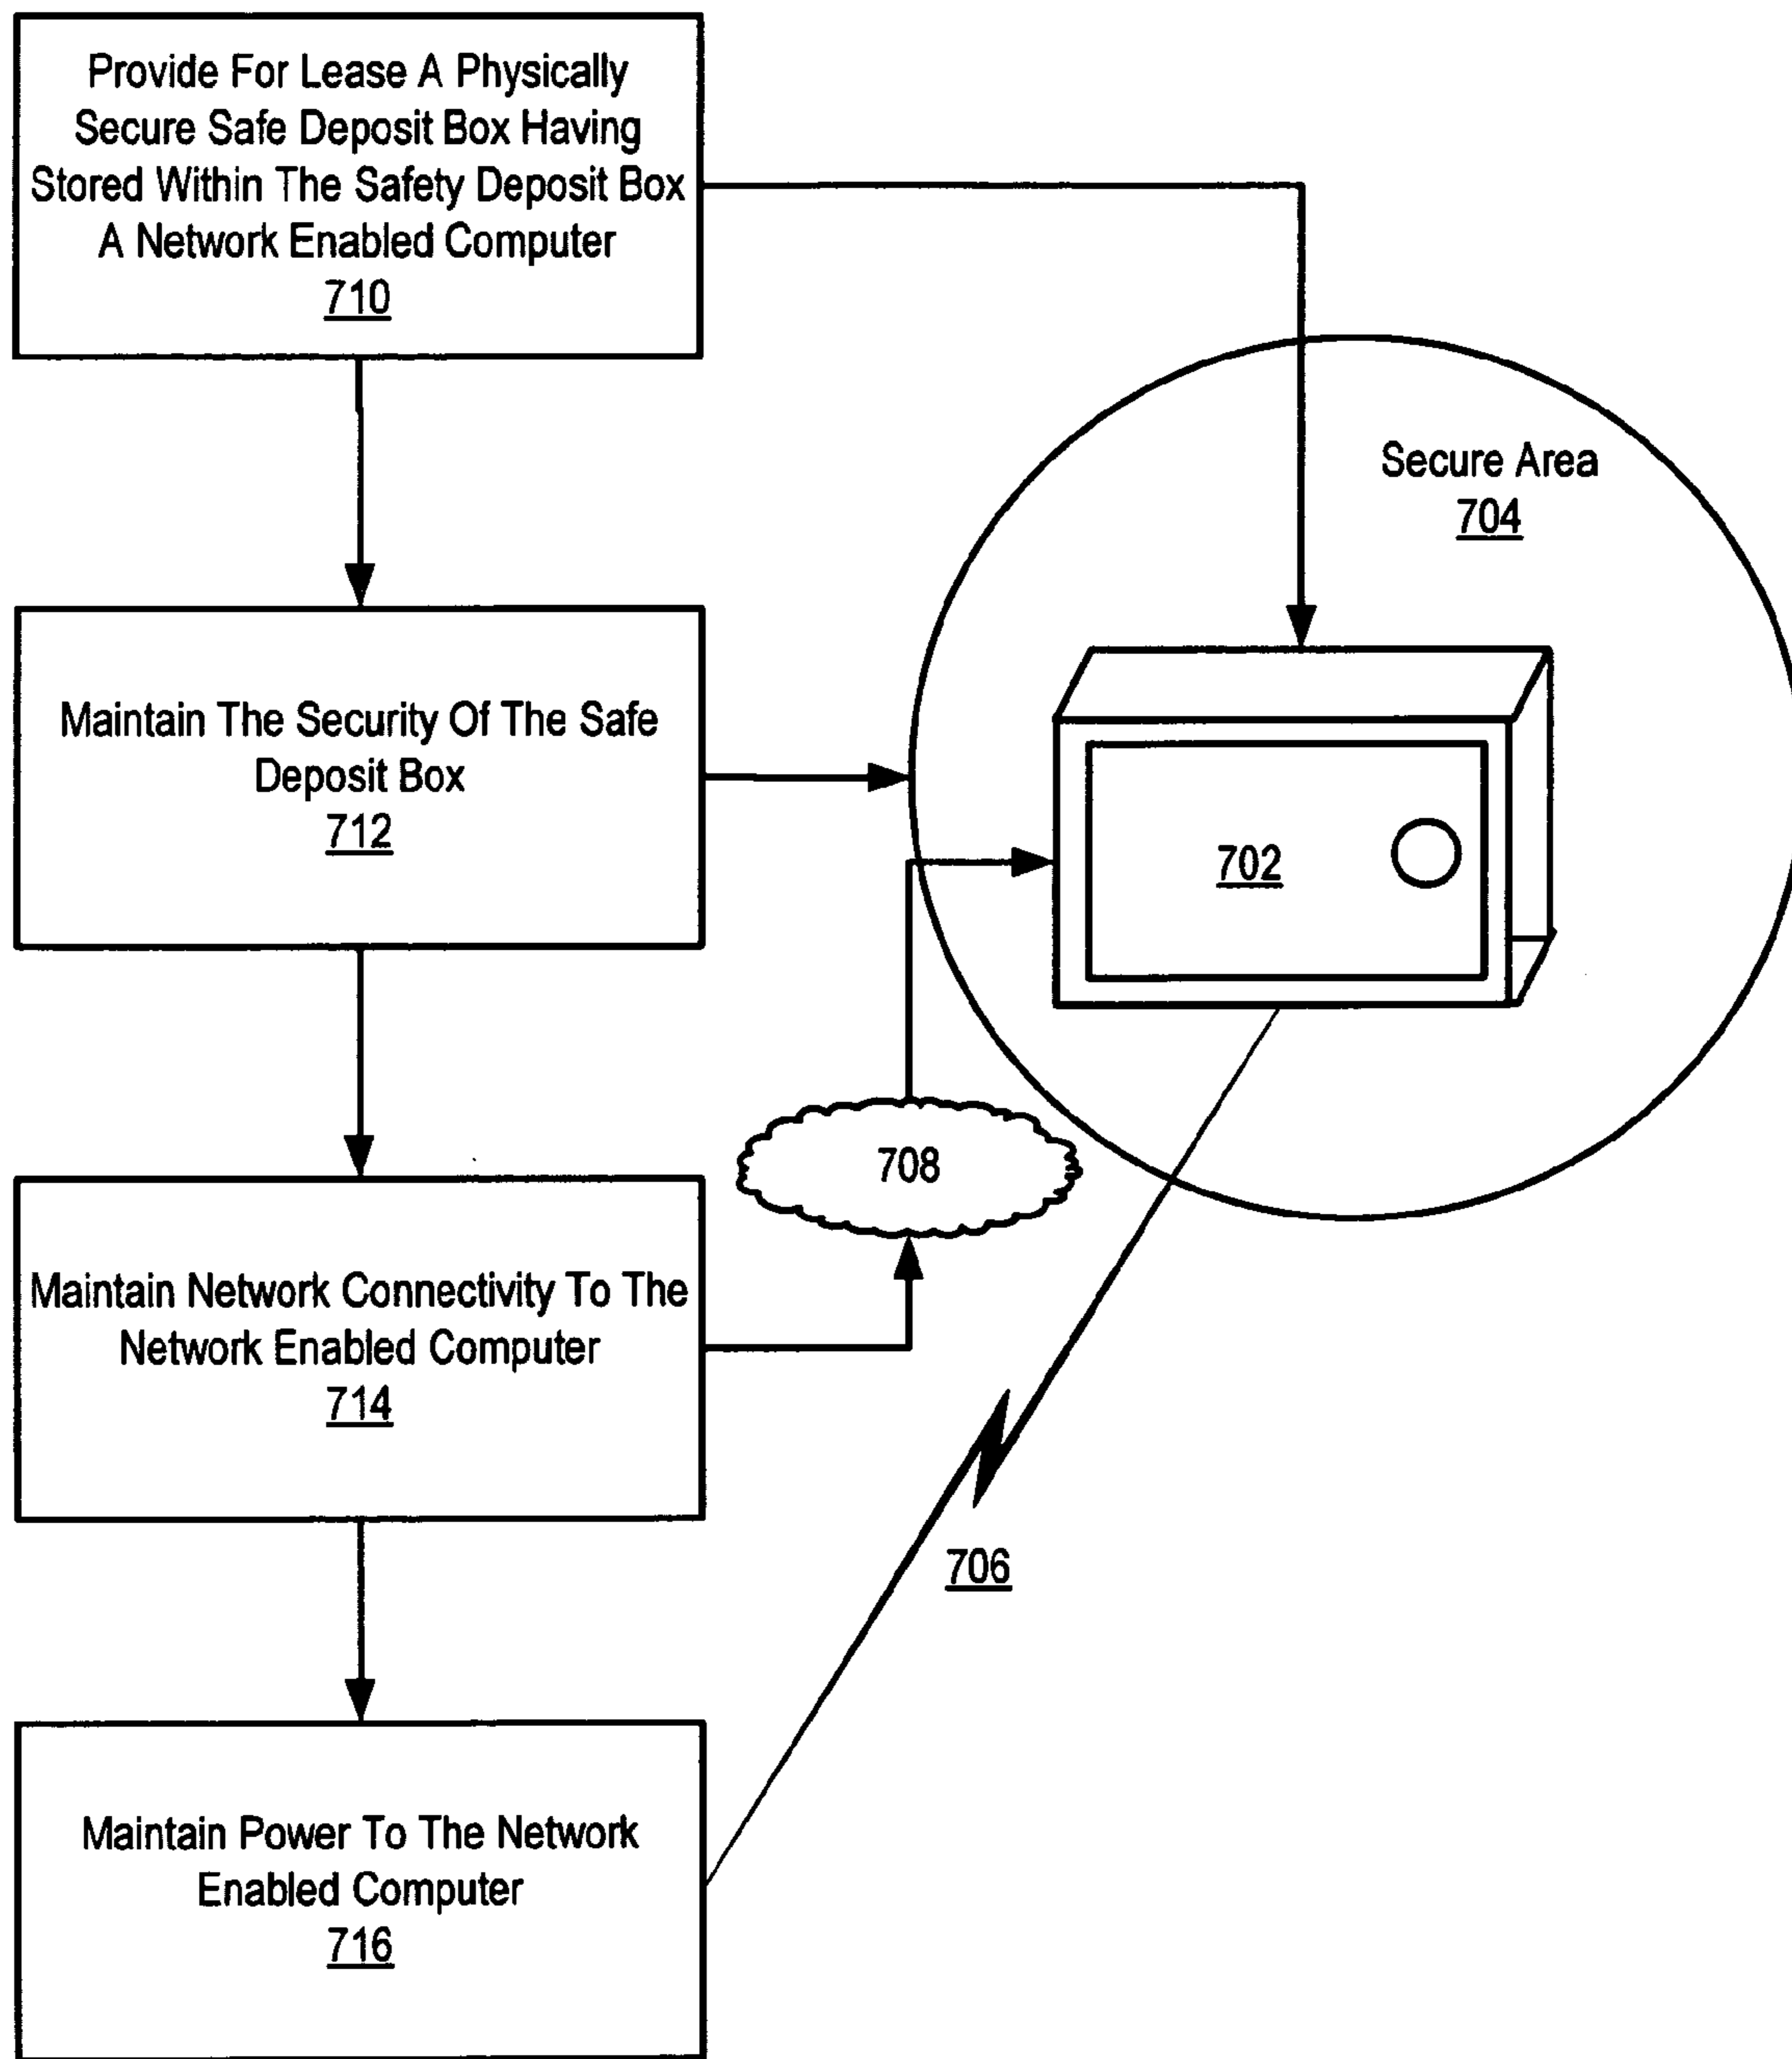 Provide For Lease A Physically
Secure Safe Deposit Box Having
Stored Within The Safety Deposit Box
A Network Enabled Computer
710
Secure Area
704
Maintain The Security Of The Safe
Deposit Box
712
702
708
Maintain Network Connectivity To The
Network Enabled Computer
714
706
Maintain Power To The Network
Enabled Computer
716